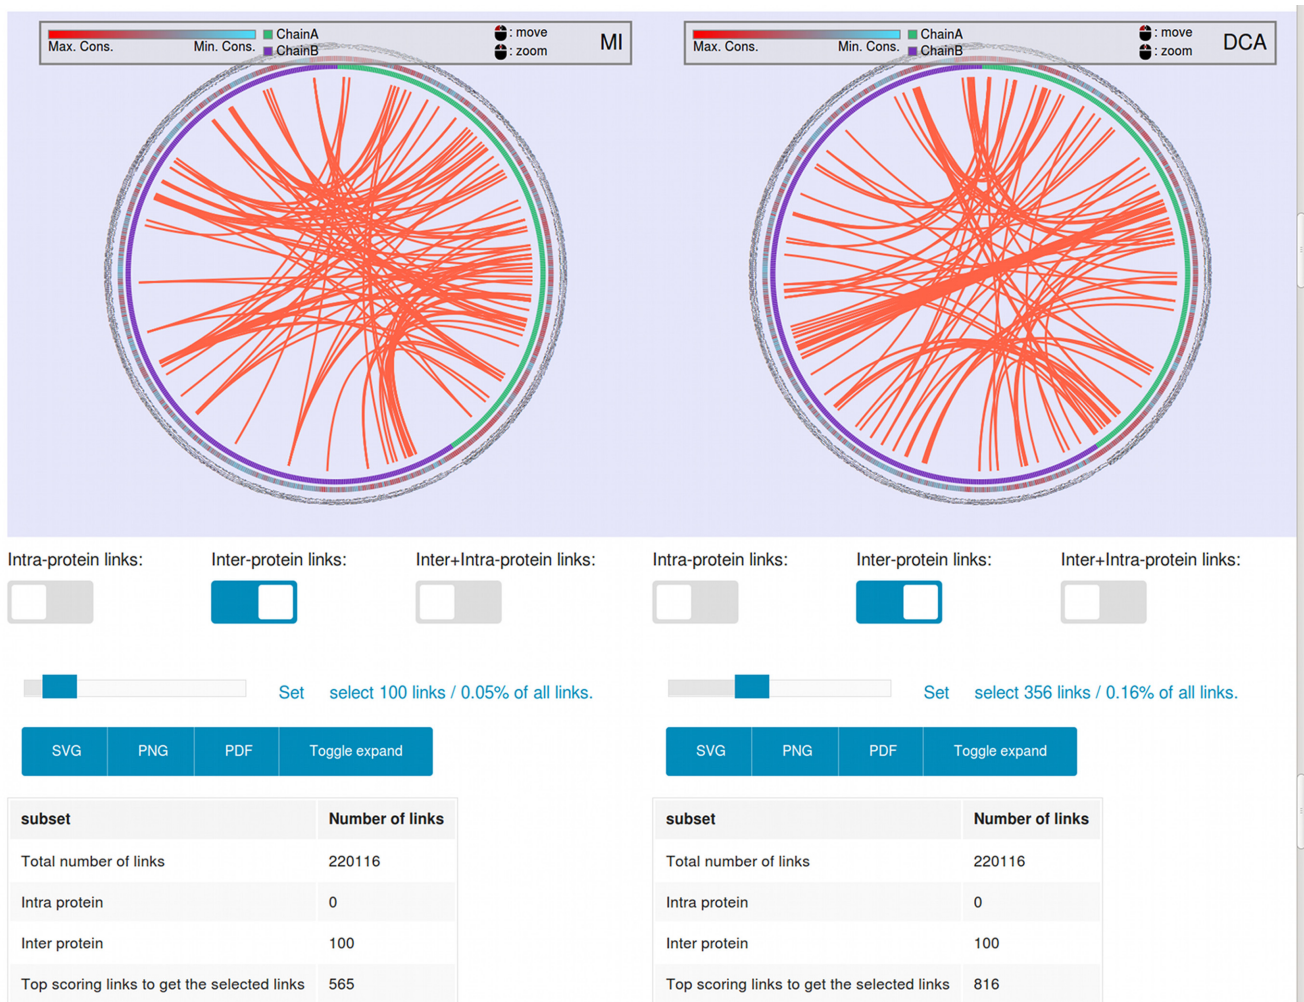 Max. Cons. Min. Cons. ChainA ChainB : move : zoom MI
Max. Cons. Min. Cons. ChainA ChainB : move : zoom DCA
Intra-protein links: Inter-protein links: Inter+Intra-protein links:
Intra-protein links: Inter-protein links: Inter+Intra-protein links:
Set select 100 links / 0.05% of all links.
Set select 356 links / 0.16% of all links.
SVG PNG PDF Toggle expand
SVG PNG PDF Toggle expand
subset Number of links
Total number of links 220116
Intra protein 0
Inter protein 100
Top scoring links to get the selected links 565
subset Number of links
Total number of links 220116
Intra protein 0
Inter protein 100
Top scoring links to get the selected links 816